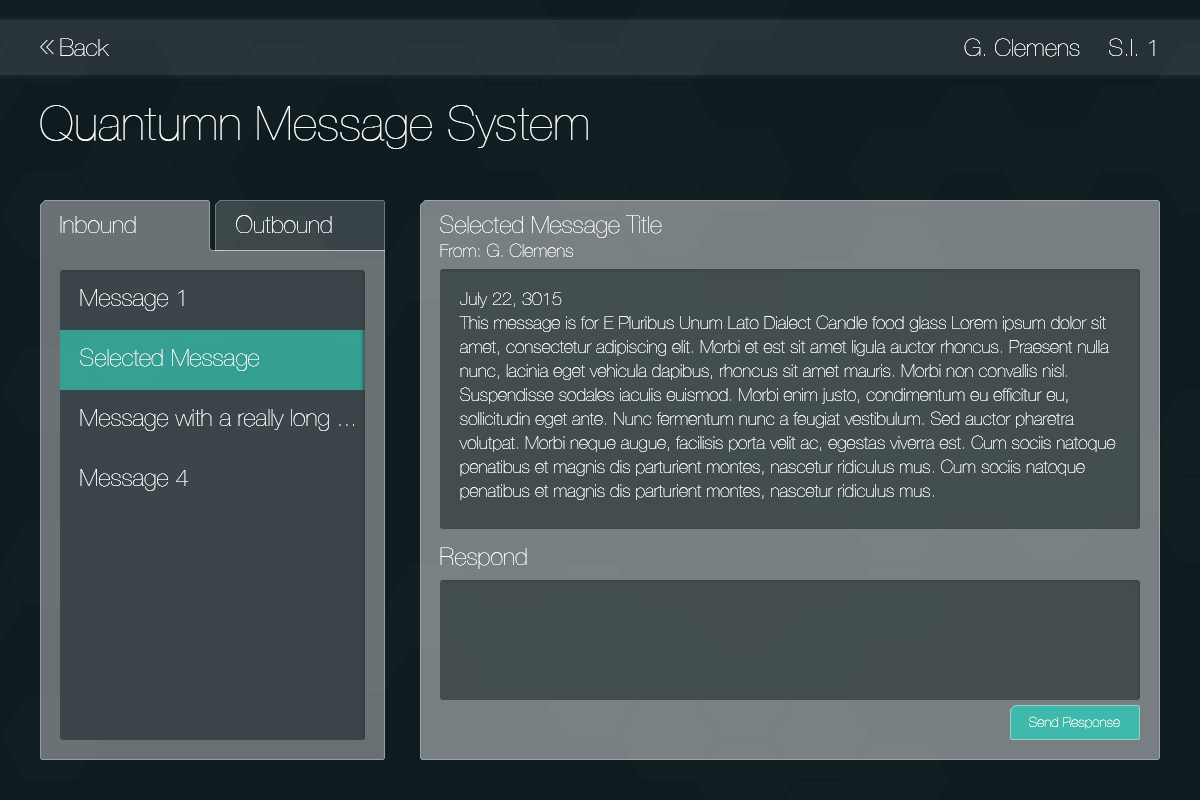 Back
G. Clemens S.I. 1
Quantumn Message System
Inbound
Outbound
Message 1
Selected Message
Message with a really long ...
Message 4
Selected Message Title
From: G. Clemens
July 22, 3015
This message is for E Pluribus Unum Lato Dialect Candle food glass Lorem ipsum dolor sit
amet, consectetur adipiscing elit. Morbi et est sit amet ligula auctor rhoncus. Praesent nulla
nunc, lacinia eget vehicula dapibus, rhoncus sit amet mauris. Morbi non convallis nisl.
Suspendisse sodales iaculis euismod. Morbi enim justo, condimentum eu efficitur eu,
sollicitudin eget ante. Nunc fermentum nunc a feugiat vestibulum. Sed auctor pharetra
volutpat. Morbi neque augue, facilisis porta velit ac, egestas viverra est. Cum sociis natoque
penatibus et magnis dis parturient montes, nascetur ridiculus mus. Cum sociis natoque
penatibus et magnis dis parturient montes, nascetur ridiculus mus.
Respond
Send Response